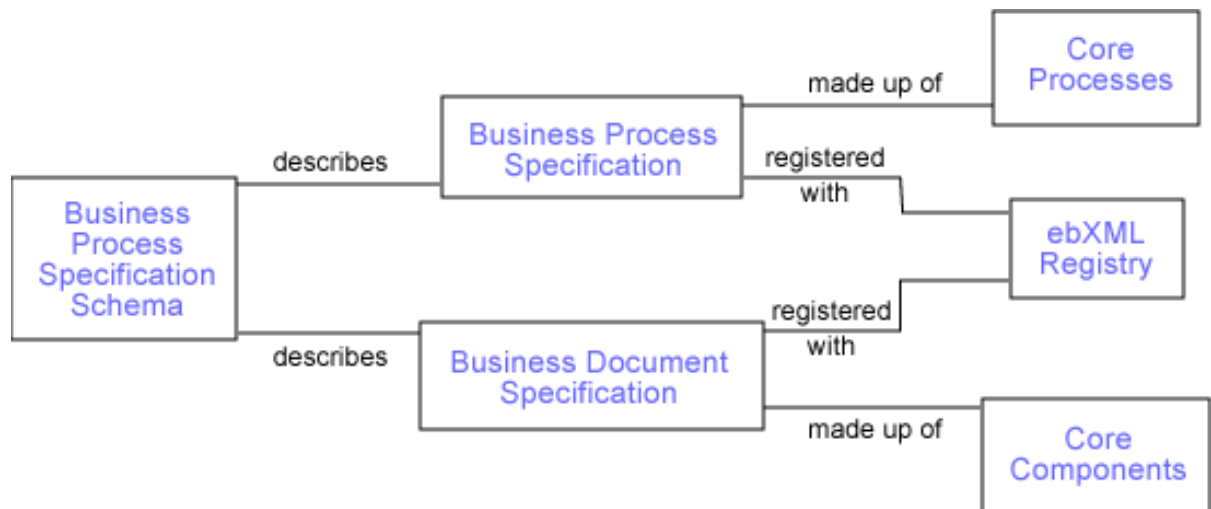 Core
Processes
made up of
Business Process
Specification
describes
registered
with
Business
Process
Specification
Schema
ebXML
Registry
registered
with
describes
Business Document
Specification
made up of
Core
Components